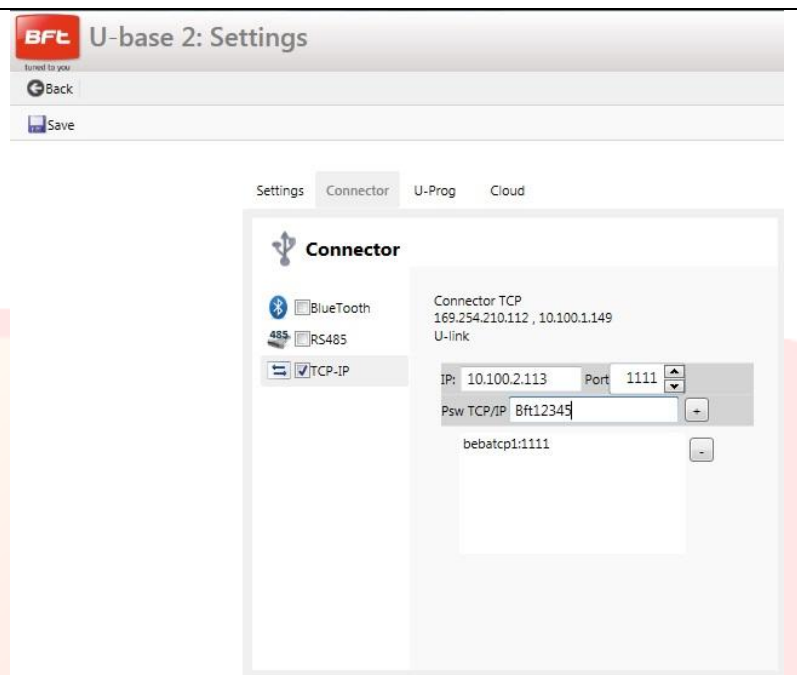 BFT U-base 2: Settings
tuned to you
Back
Save
Settings Connector U-Prog Cloud
Connector
BlueTooth
485 RS485
TCP-IP
Connector TCP
169.254.210.112 , 10.100.1.149
U-link
IP: 10.100.2.113 Port 1111
Psw TCP/IP Bft12345 +
bebatcp1:1111 -